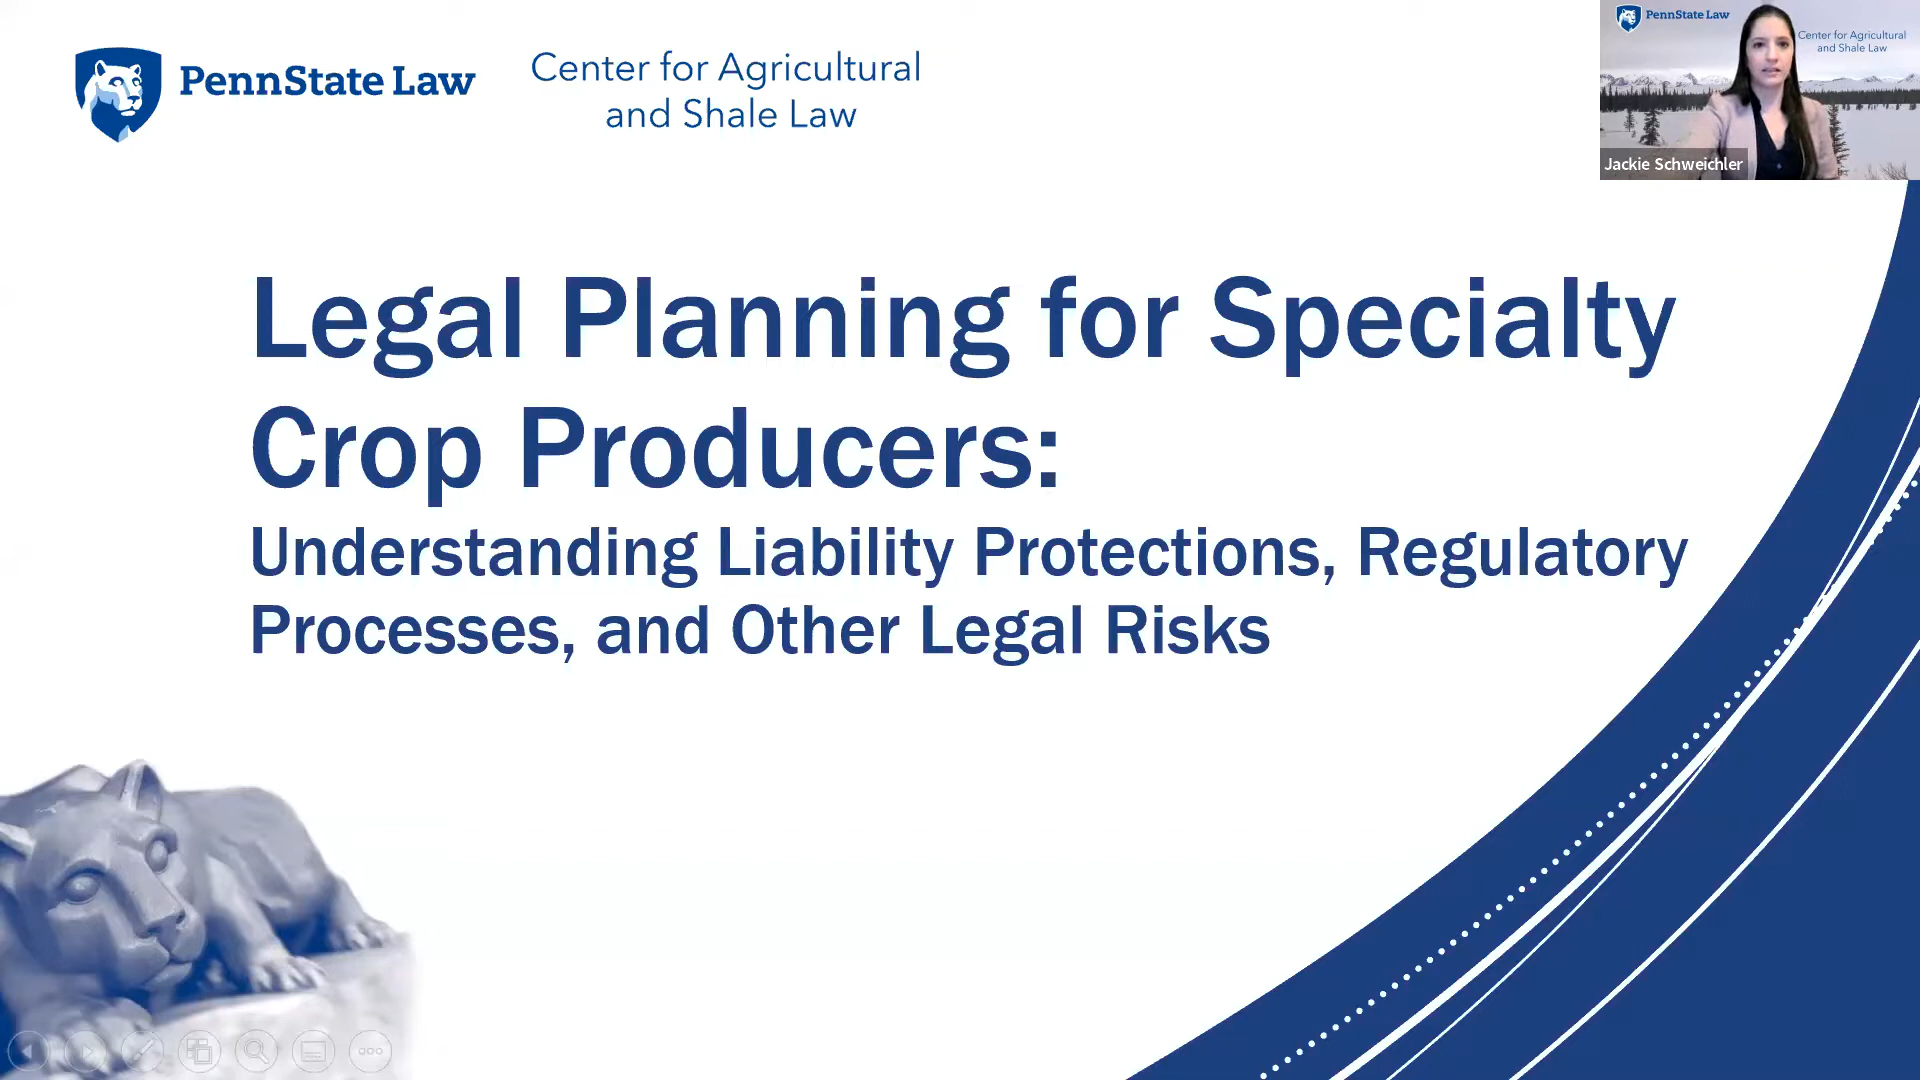 PennState Law
Center for Agricultural
and Shale Law
PennState Law
Center for Agricultural
and Shale Law
Jackie Schweichler
Legal Planning for Specialty
Crop Producers:
Understanding Liability Protections, Regulatory
Processes, and Other Legal Risks